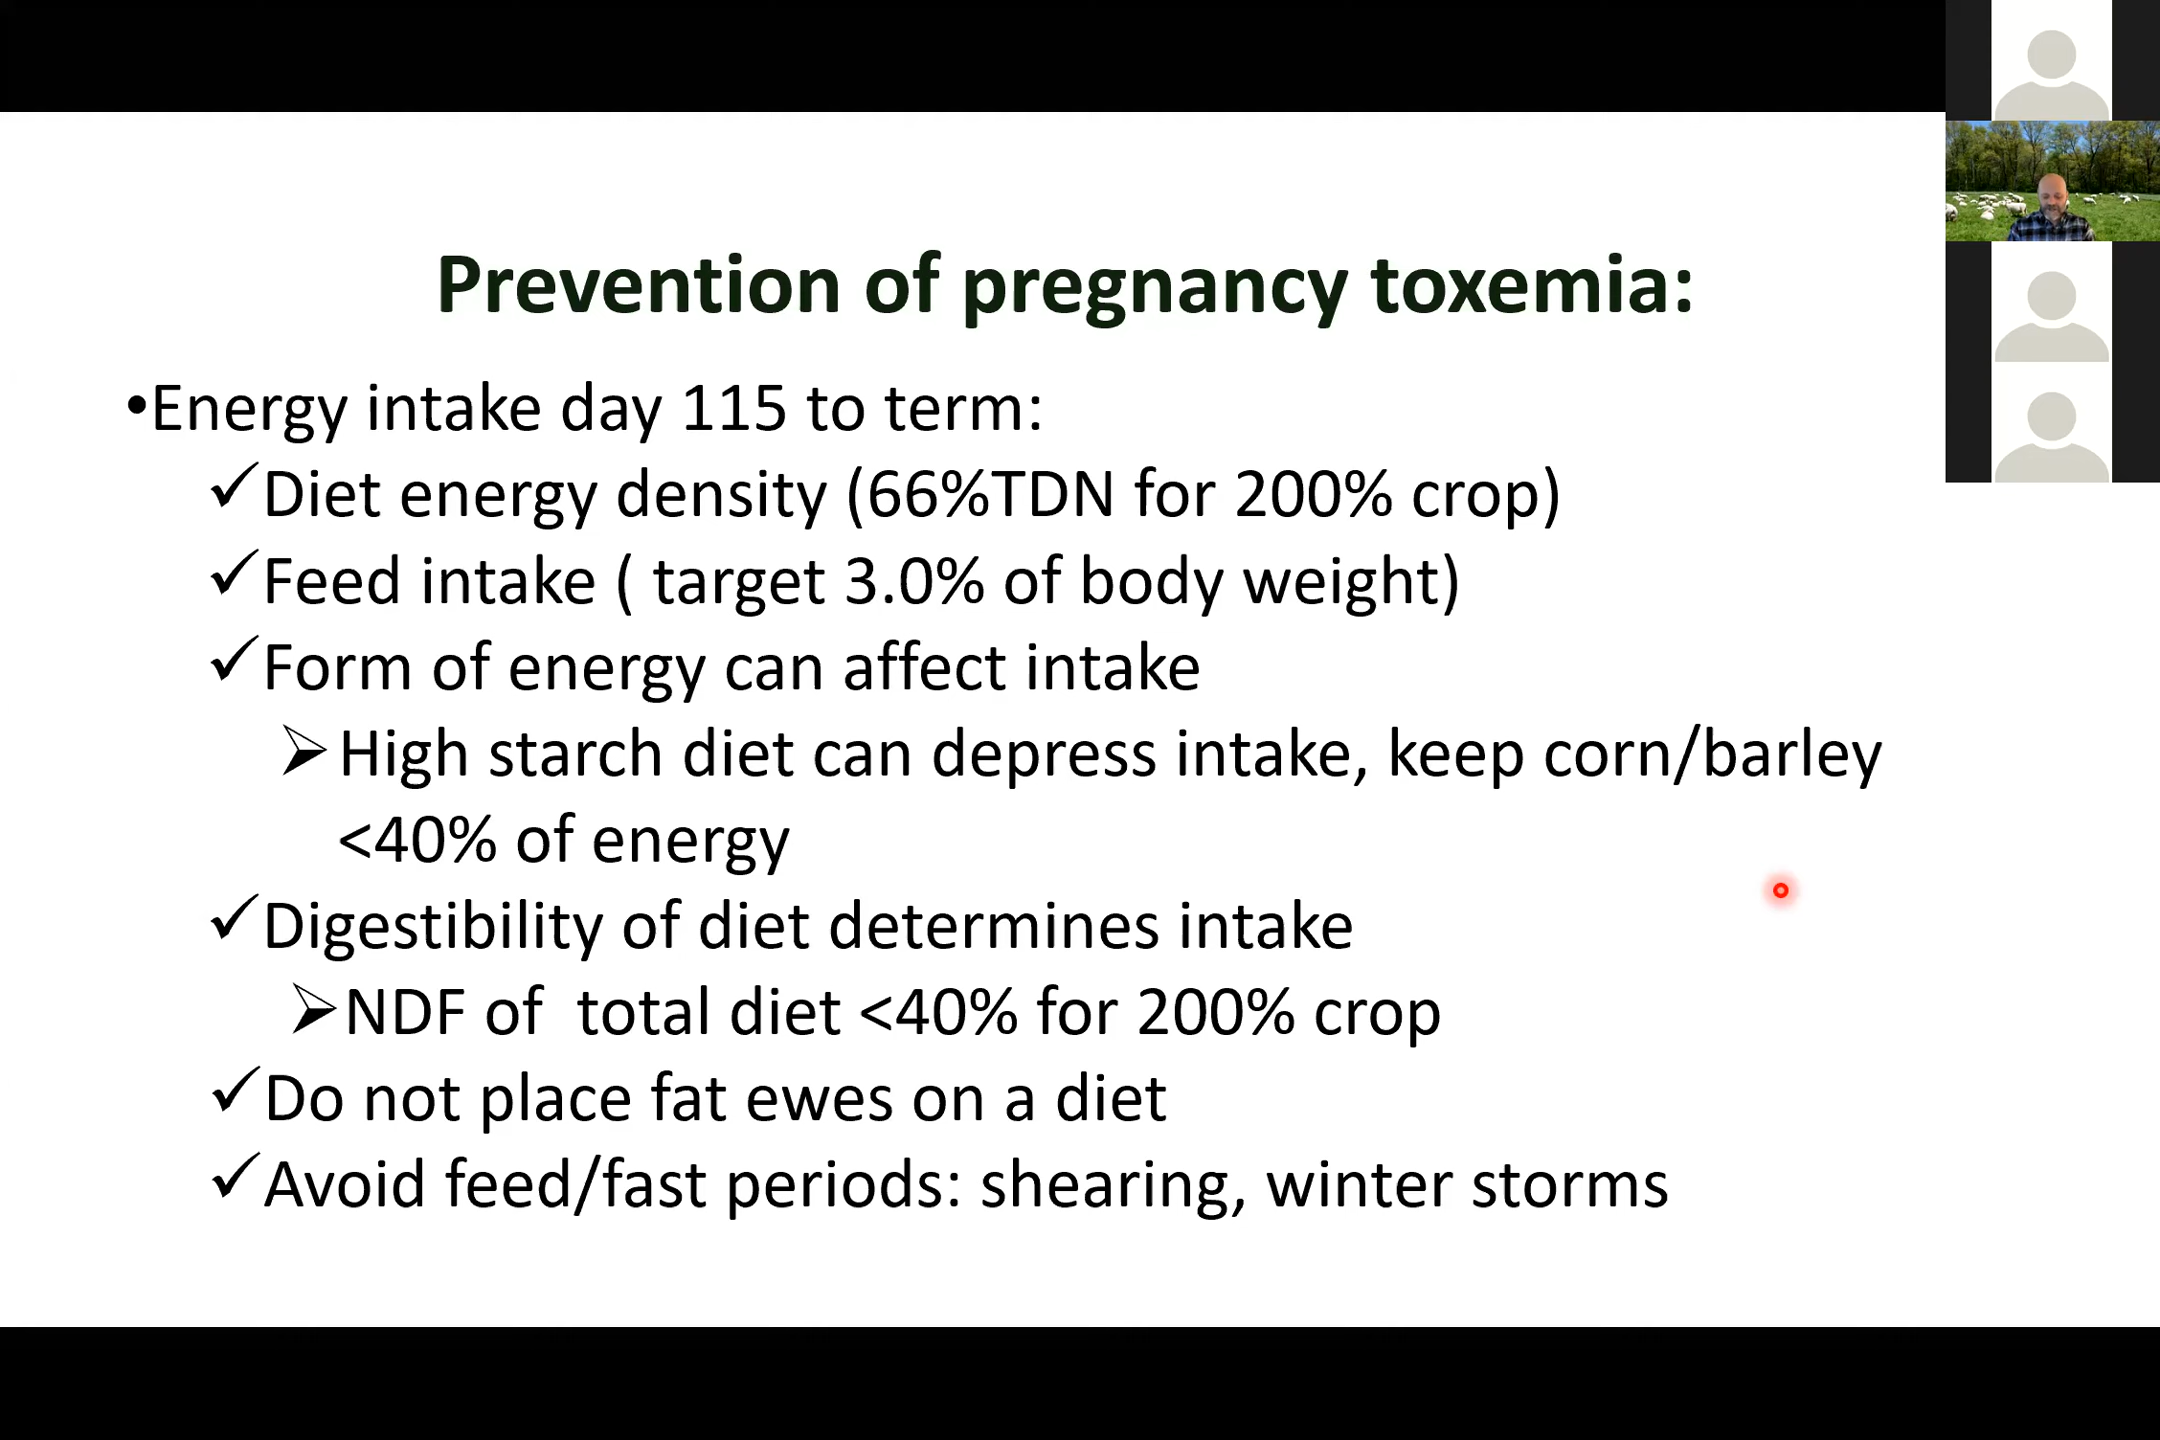 Prevention of pregnancy toxemia:
•Energy intake day 115 to term:
✓Diet energy density (66%TDN for 200% crop)
✓Feed intake ( target 3.0% of body weight)
✓Form of energy can affect intake
➢High starch diet can depress intake, keep corn/barley
<40% of energy
✓Digestibility of diet determines intake
➢NDF of  total diet <40% for 200% crop
✓Do not place fat ewes on a diet
✓Avoid feed/fast periods: shearing, winter storms